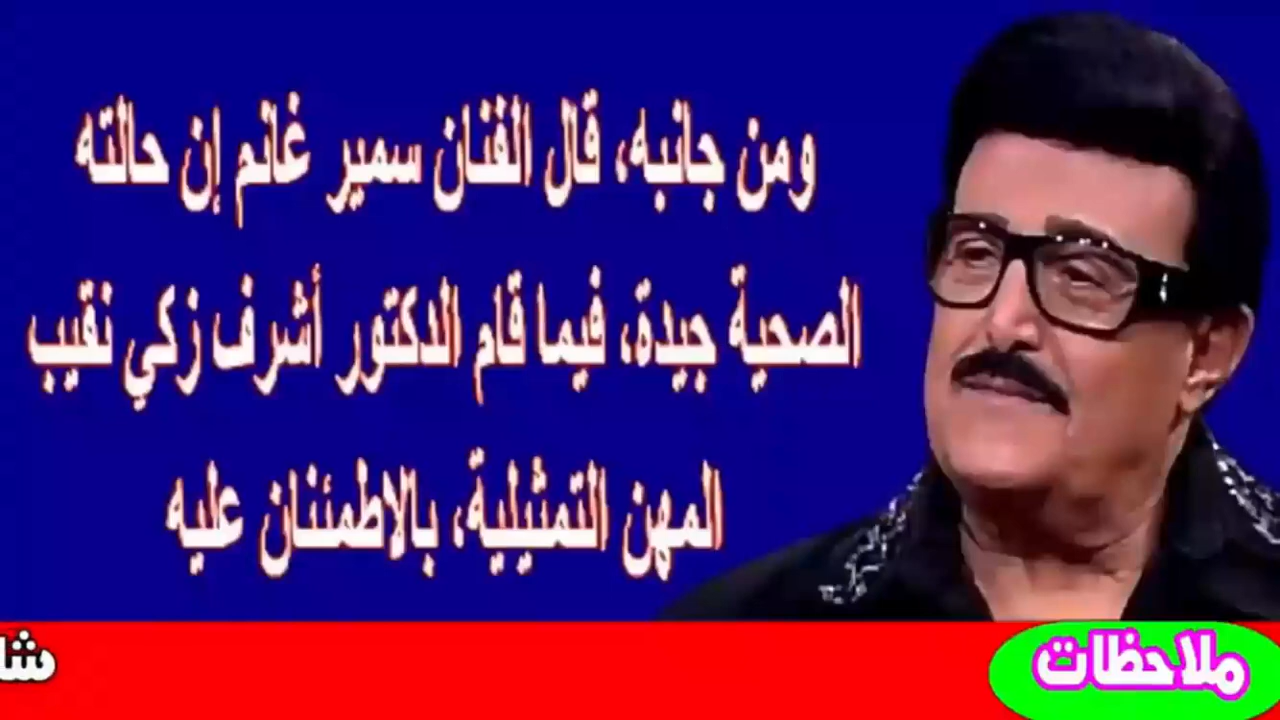 ومن جانبه، قال الفنان سمير غانم إن حالته
الصحية جيدة، فيما قام الدكتور أشرف زكي نقيب
المهن التمثيلية، بالاطمئنان عليه
ملاحظات